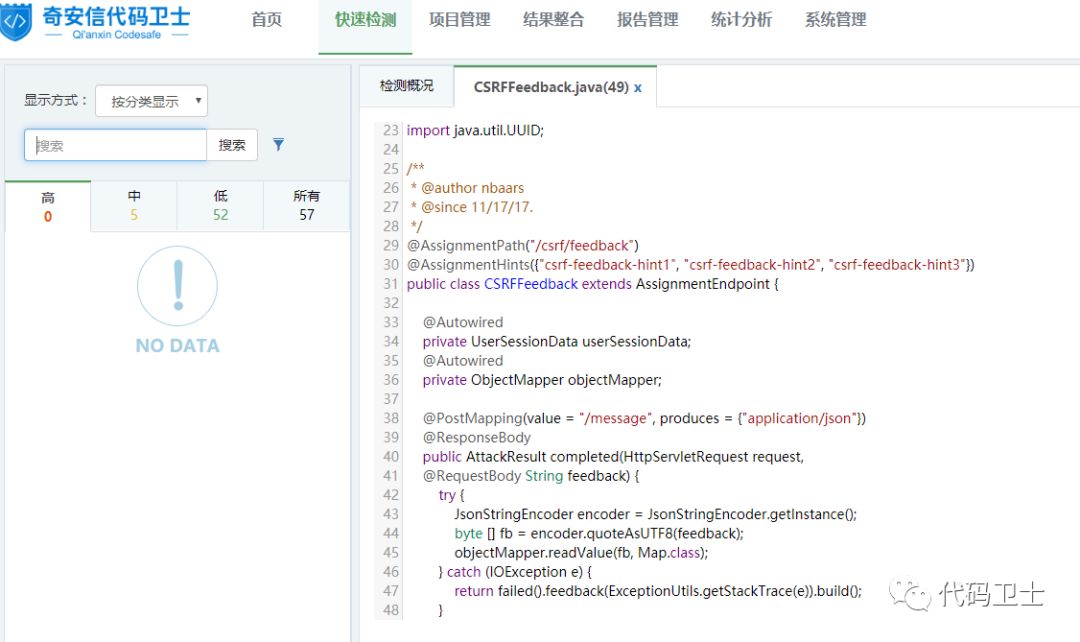 奇安信代码卫士
Qi'anxin Codesafe
首页 快速检测 项目管理 结果整合 报告管理 统计分析 系统管理
显示方式： 按分类显示
搜索 搜索
高 中 低 所有
0 5 52 57
NO DATA
检测概况 CSRFFeedback.java(49) x
23 import java.util.UUID;
24
25 /**
26 * @author nbaars
27 * @since 11/17/17.
28 */
29 @AssignmentPath("/csrf/feedback")
30 @AssignmentHints({"csrf-feedback-hint1", "csrf-feedback-hint2", "csrf-feedback-hint3"})
31 public class CSRFFeedback extends AssignmentEndpoint {
32
33 @Autowired
34 private UserSessionData userSessionData;
35 @Autowired
36 private ObjectMapper objectMapper;
37
38 @PostMapping(value = "/message", produces = {"application/json"})
39 @ResponseBody
40 public AttackResult completed(HttpServletRequest request,
41 @RequestBody String feedback) {
42 try {
43 JsonStringEncoder encoder = JsonStringEncoder.getInstance();
44 byte [] fb = encoder.quoteAsUTF8(feedback);
45 objectMapper.readValue(fb, Map.class);
46 } catch (IOException e) {
47 return failed().feedback(ExceptionUtils.getStackTrace(e)).build();
48 }
代码卫士